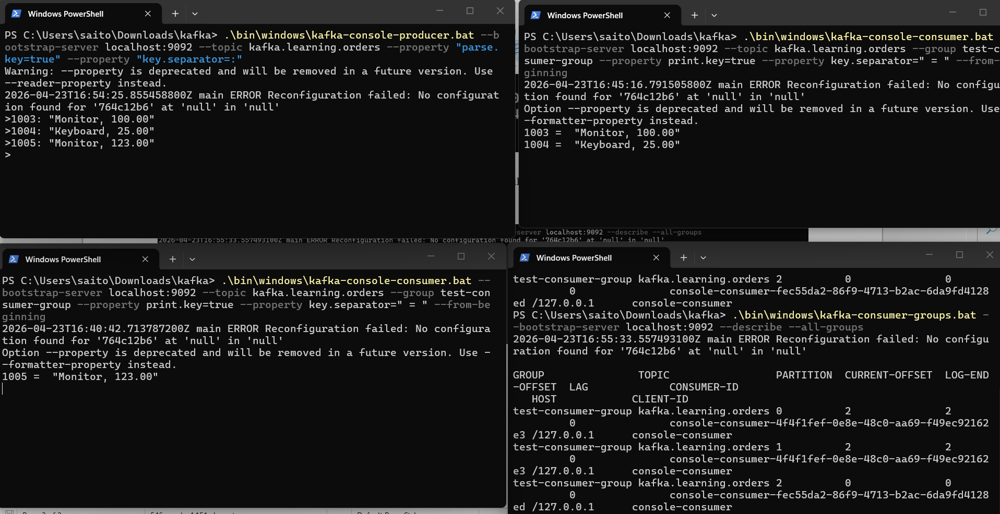 Windows PowerShell
PS C:\Users\saito\Downloads\kafka> .\bin\windows\kafka-console-producer.bat --b
ootstrap-server localhost:9092 --topic kafka.learning.orders --property "parse.
key=true" --property "key.separator=:"
Warning: --property is deprecated and will be removed in a future version. Use
--reader-property instead.
2026-04-23T16:54:25.855458800Z main ERROR Reconfiguration failed: No configurat
ion found for '764c12b6' at 'null' in 'null'
>1003: "Monitor, 100.00"
>1004: "Keyboard, 25.00"
>1005: "Monitor, 123.00"
>
Windows PowerShell
PS C:\Users\saito\Downloads\kafka> .\bin\windows\kafka-console-consumer.bat
bootstrap-server localhost:9092 --topic kafka.learning.orders --group test-c
sumer-group --property print.key=true --property key.separator=" = " --from-
ginning
2026-04-23T16:45:16.791505800Z main ERROR Reconfiguration failed: No configu
tion found for '764c12b6' at 'null' in 'null'
Option --property is deprecated and will be removed in a future version. Use
-formatter-property instead.
1003 =  "Monitor, 100.00"
1004 =  "Keyboard, 25.00"
server localhost:9092 --describe --all-groups
2026-04-23T16:55:33.557493100Z main ERROR Reconfiguration failed: No configuration found for '764c12b6' at 'null' in 'null'
Windows PowerShell
PS C:\Users\saito\Downloads\kafka> .\bin\windows\kafka-console-consumer.bat --
bootstrap-server localhost:9092 --topic kafka.learning.orders --group test-con
sumer-group --property print.key=true --property key.separator=" = " --from-be
ginning
2026-04-23T16:40:42.713787200Z main ERROR Reconfiguration failed: No configura
tion found for '764c12b6' at 'null' in 'null'
Option --property is deprecated and will be removed in a future version. Use -
-formatter-property instead.
1005 =  "Monitor, 123.00"
Windows PowerShell
test-consumer-group kafka.learning.orders 2          0               0
         0               console-consumer-fec55da2-86f9-4713-b2ac-6da9fd4128
ed /127.0.0.1      console-consumer
PS C:\Users\saito\Downloads\kafka> .\bin\windows\kafka-consumer-groups.bat -
-bootstrap-server localhost:9092 --describe --all-groups
2026-04-23T16:55:33.557493100Z main ERROR Reconfiguration failed: No configu
ration found for '764c12b6' at 'null' in 'null'
GROUP               TOPIC                 PARTITION  CURRENT-OFFSET  LOG-END
-OFFSET  LAG             CONSUMER-ID
   HOST            CLIENT-ID
test-consumer-group kafka.learning.orders 0          2               2
         0               console-consumer-4f4f1fef-0e8e-48c0-aa69-f49ec92162
e3 /127.0.0.1      console-consumer
test-consumer-group kafka.learning.orders 1          2               2
         0               console-consumer-4f4f1fef-0e8e-48c0-aa69-f49ec92162
e3 /127.0.0.1      console-consumer
test-consumer-group kafka.learning.orders 2          0               0
         0               console-consumer-fec55da2-86f9-4713-b2ac-6da9fd4128
ed /127.0.0.1      console-consumer